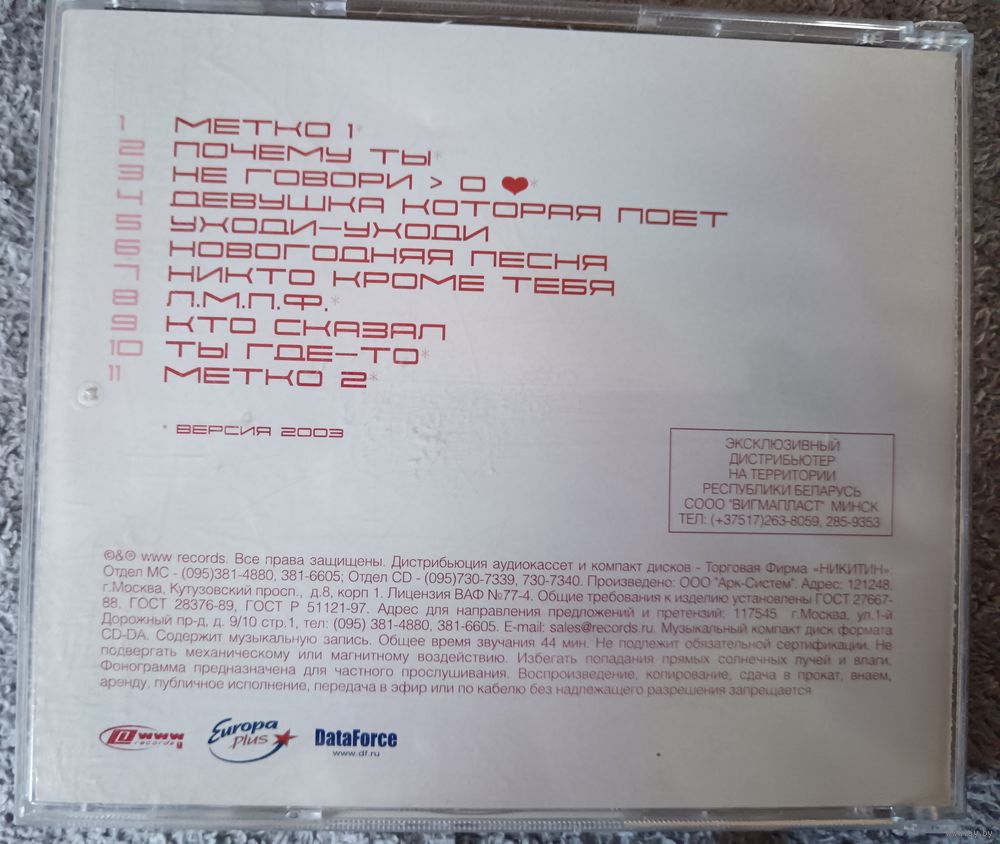 1 МЕТКО 1*
2 ПОЧЕМУ ТЫ*
3 НЕ ГОВОРИ > О ❤*
4 ДЕВУШКА КОТОРАЯ ПОЕТ
5 УХОДИ-УХОДИ
6 НОВОГОДНЯЯ ПЕСНЯ
7 НИКТО КРОМЕ ТЕБЯ
8 Л.М.Л.Ф.*
9 КТО СКАЗАЛ
10 ТЫ ГДЕ-ТО*
11 МЕТКО 2*
* ВЕРСИЯ 2003
ЭКСКЛЮЗИВНЫЙ
ДИСТРИБЬЮТЕР
НА ТЕРРИТОРИИ
РЕСПУБЛИКИ БЕЛАРУСЬ
СООО "ВИГМАПЛАСТ" МИНСК
ТЕЛ: (+37517)263-8059, 285-9353
©&℗ www records. Все права защищены. Дистрибьюция аудиокассет и компакт дисков - Торговая Фирма «НИКИТИН»:
Отдел МС - (095)381-4880, 381-6605; Отдел CD - (095)730-7339, 730-7340. Произведено: ООО "Арк-Систем". Адрес: 121248,
г.Москва, Кутузовский просп., д.8, корп 1. Лицензия ВАФ №77-4. Общие требования к изделию установлены ГОСТ 27667-
88, ГОСТ 28376-89, ГОСТ Р 51121-97. Адрес для направления предложений и претензий: 117545 г.Москва, ул.1-й
Дорожный пр-д, д. 9/10 стр.1, тел: (095) 381-4880, 381-6605. E-mail: sales@records.ru. Музыкальный компакт диск формата
CD-DA. Содержит музыкальную запись. Общее время звучания 44 мин. Не подлежит обязательной сертификации. Не
подвергать механическому или магнитному воздействию. Избегать попадания прямых солнечных лучей и влаги.
Фонограмма предназначена для частного прослушивания. Воспроизведение, копирование, сдача в прокат, внаем,
аренду, публичное исполнение, передача в эфир или по кабелю без надлежащего разрешения запрещается
www records
Europa plus
DataForce
www.df.ru
www.ay.by